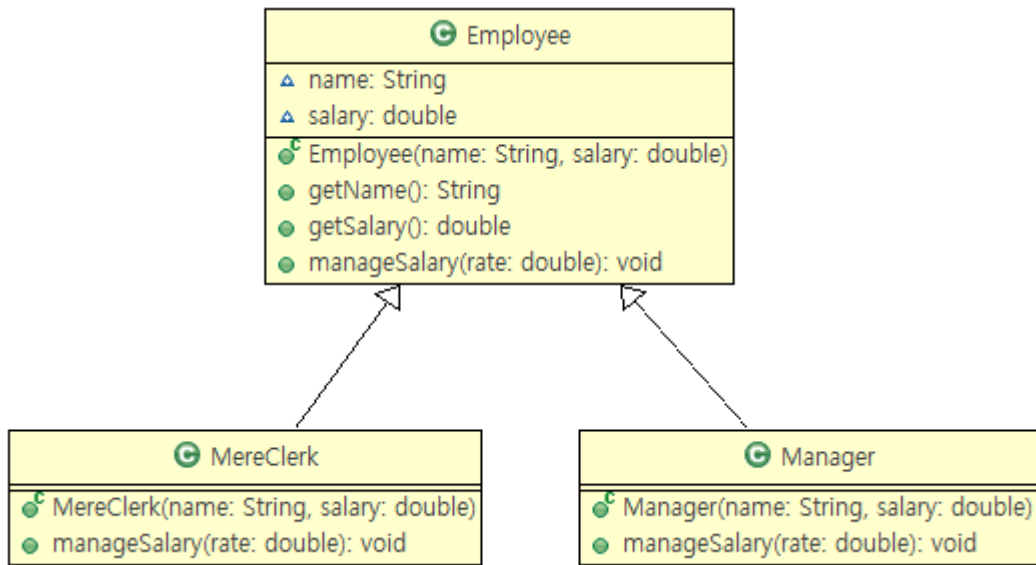 Employee
name: String
salary: double
Employee(name: String, salary: double)
getName(): String
getSalary(): double
manageSalary(rate: double): void
MereClerk
MereClerk(name: String, salary: double)
manageSalary(rate: double): void
Manager
Manager(name: String, salary: double)
manageSalary(rate: double): void